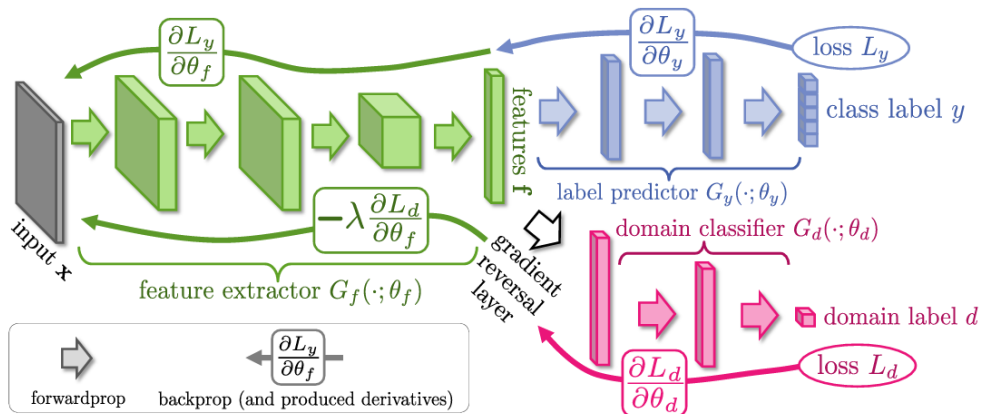 ∂L_y/∂θ_f
∂L_y/∂θ_y
loss L_y
input x
features f
class label y
label predictor G_y(·; θ_y)
−λ ∂L_d/∂θ_f
feature extractor G_f(·; θ_f)
gradient
reversal
layer
domain classifier G_d(·; θ_d)
domain label d
∂L_d/∂θ_d
loss L_d
forwardprop
∂L_y/∂θ_f
backprop (and produced derivatives)